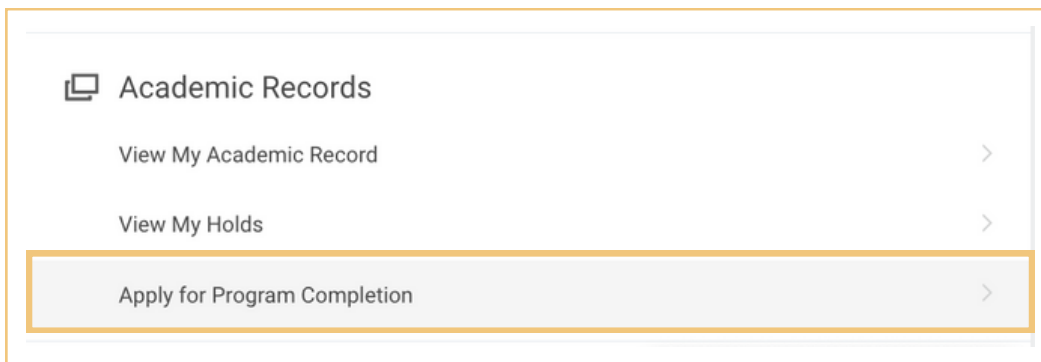 Academic Records
View My Academic Record
View My Holds
Apply for Program Completion